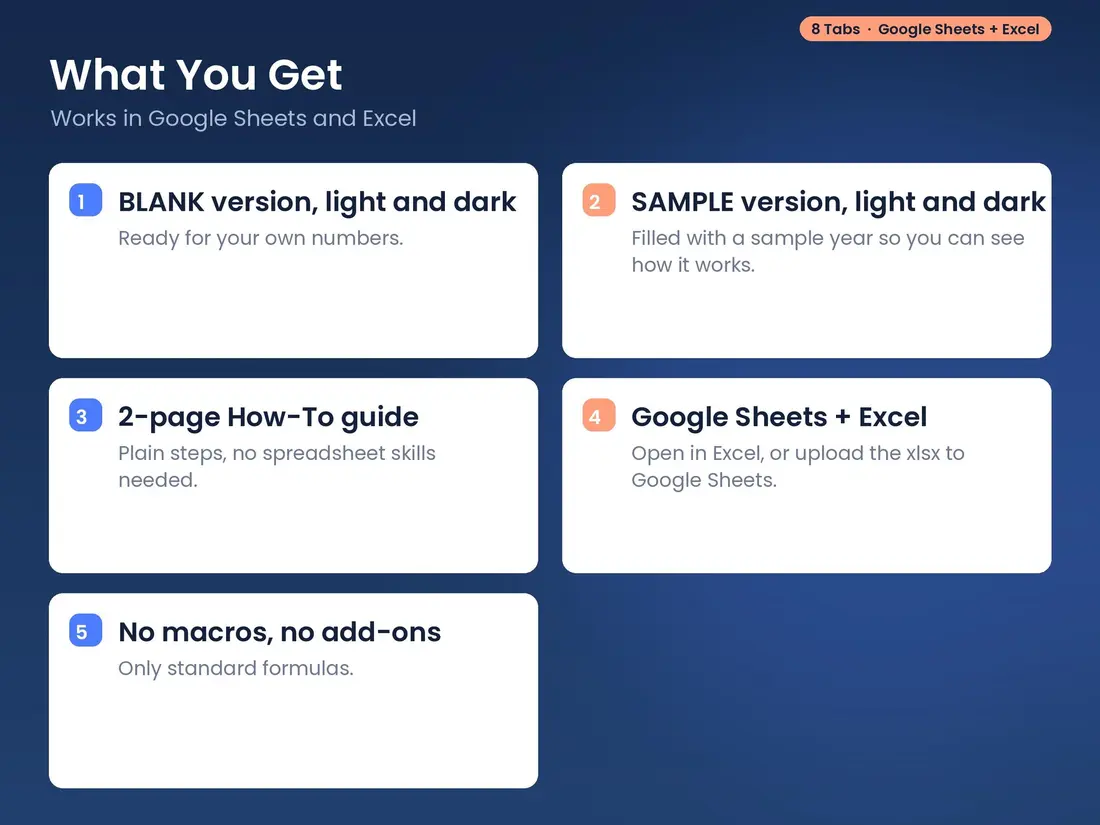 8 Tabs · Google Sheets + Excel
What You Get
Works in Google Sheets and Excel
1
BLANK version, light and dark
Ready for your own numbers.
2
SAMPLE version, light and dark
Filled with a sample year so you can see
how it works.
3
2-page How-To guide
Plain steps, no spreadsheet skills
needed.
4
Google Sheets + Excel
Open in Excel, or upload the xlsx to
Google Sheets.
5
No macros, no add-ons
Only standard formulas.